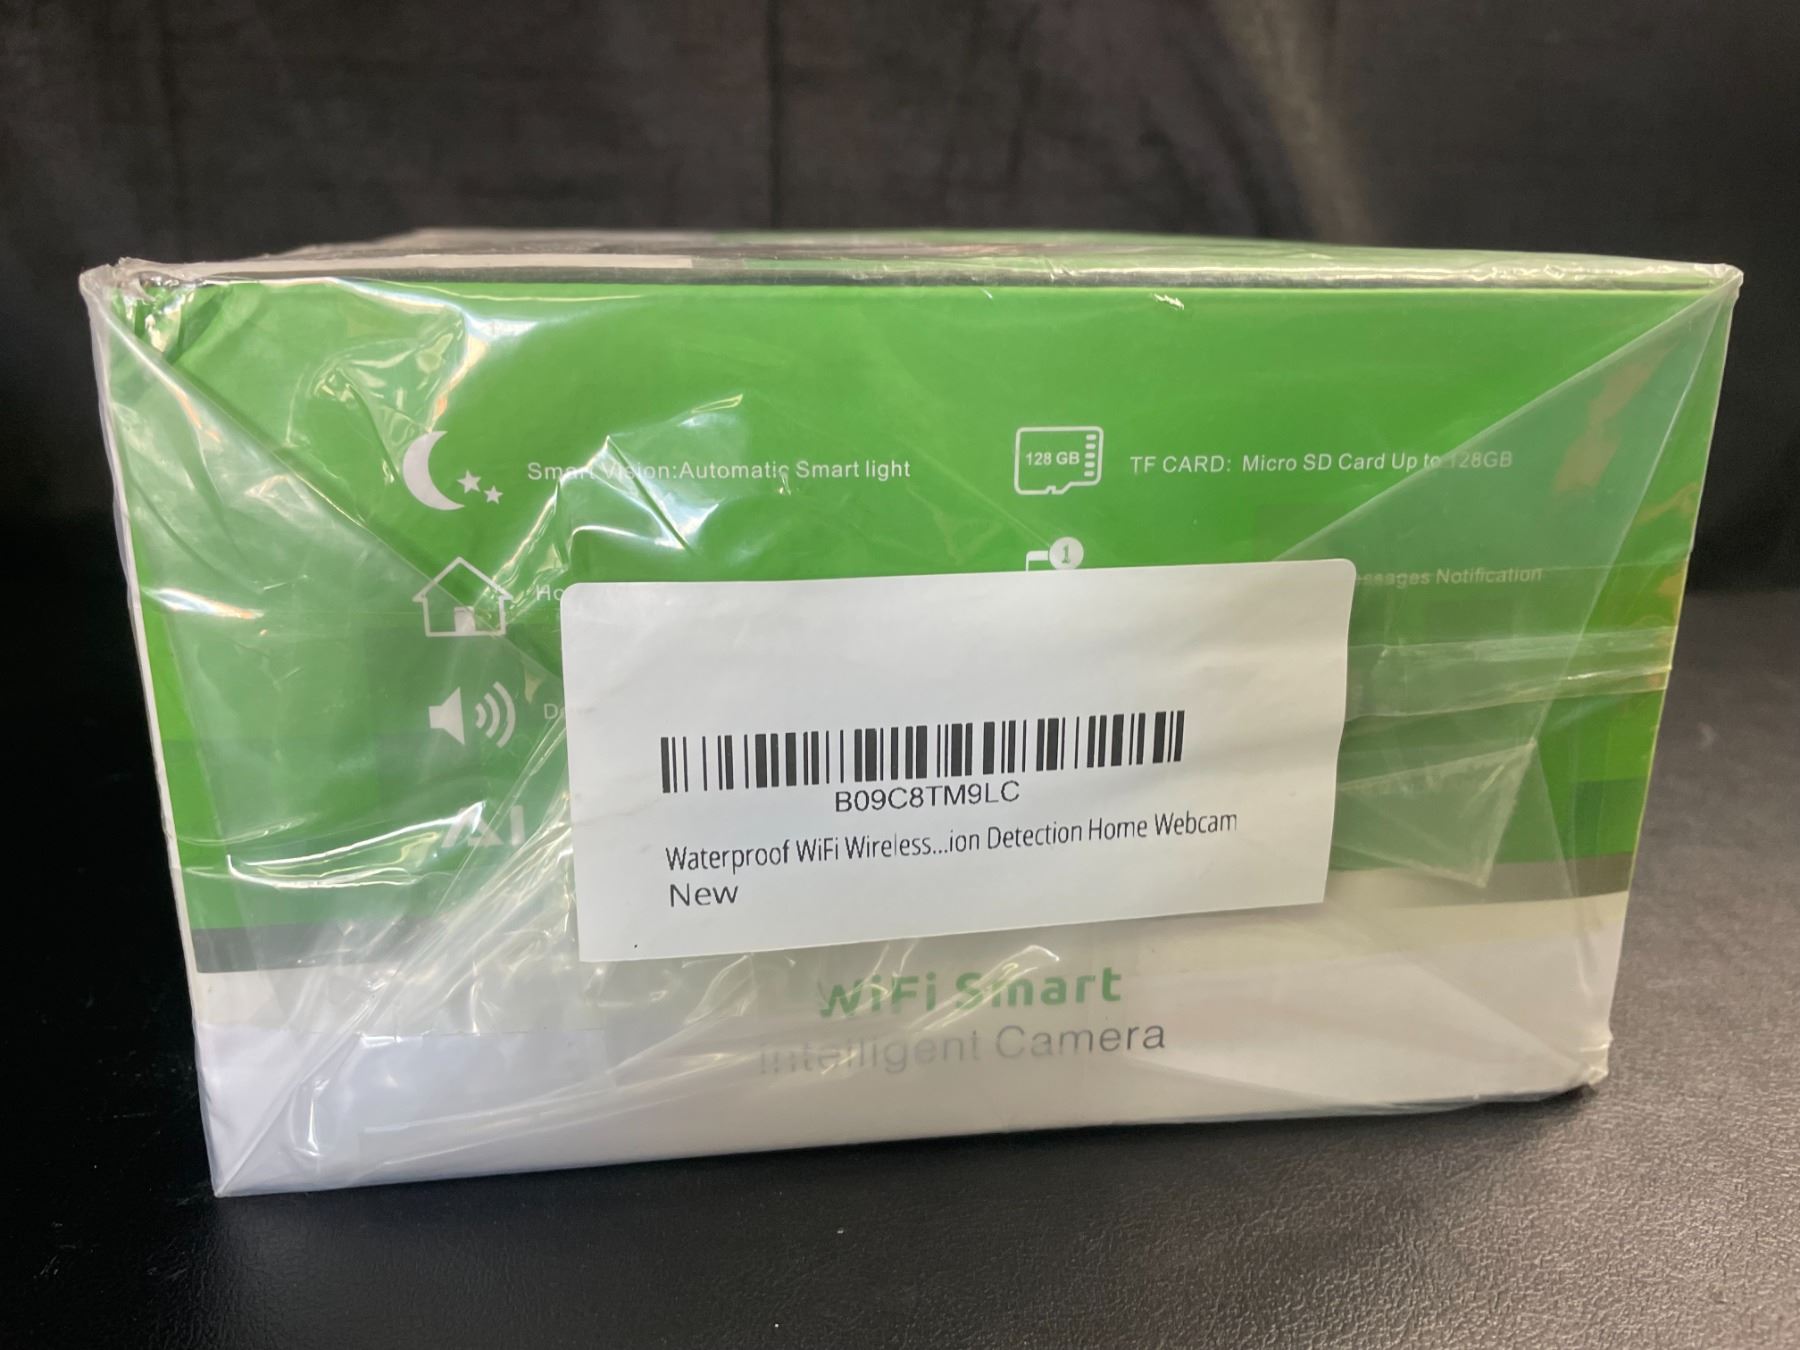 Smart Vision:Automatic Smart light
128 GB
TF CARD: Micro SD Card Up to 128GB
1
Notification
AI
B09C8TM9LC
Waterproof WiFi Wireless...ion Detection Home Webcam
New
WiFi Smart
intelligent Camera